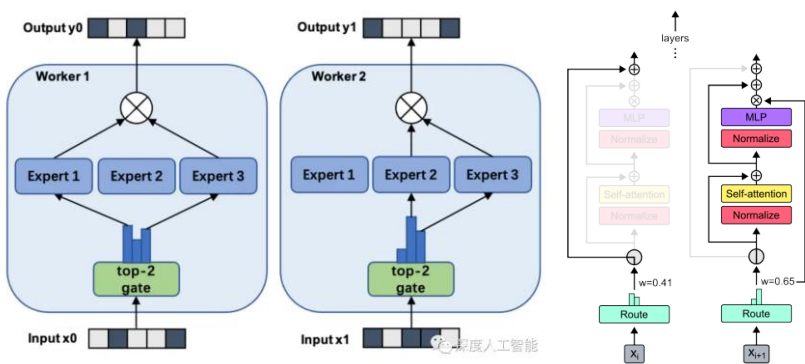 Output y0
Worker 1
Expert 1
Expert 2
Expert 3
top-2
gate
Input x0
Output y1
Worker 2
Expert 1
Expert 2
Expert 3
top-2
gate
Input x1
深度人工智能
layers
MLP
Normalize
Self-attention
Normalize
w=0.41
Route
Xi
MLP
Normalize
Self-attention
Normalize
w=0.65
Route
Xi+1